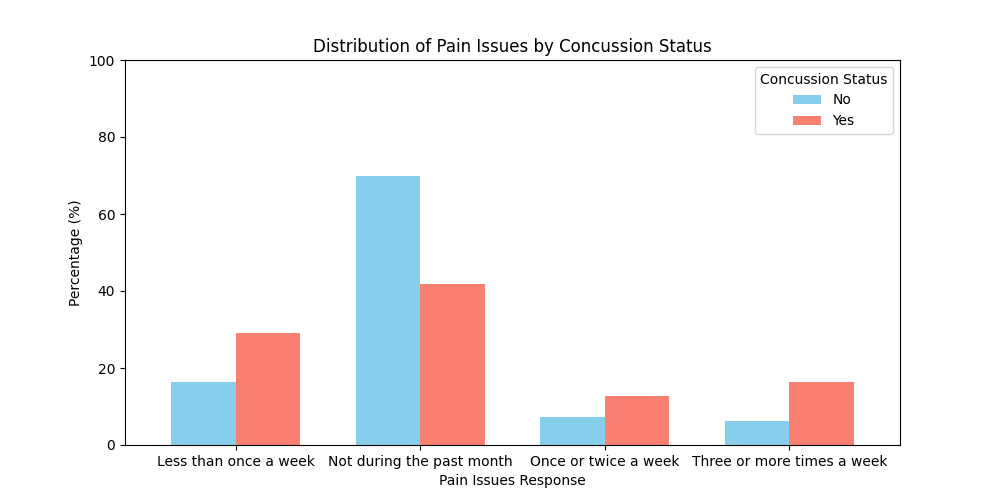 Distribution of Pain Issues by Concussion Status
Concussion Status
No
Yes
Percentage (%)
100
80
60
40
20
0
Less than once a week
Not during the past month
Once or twice a week
Three or more times a week
Pain Issues Response